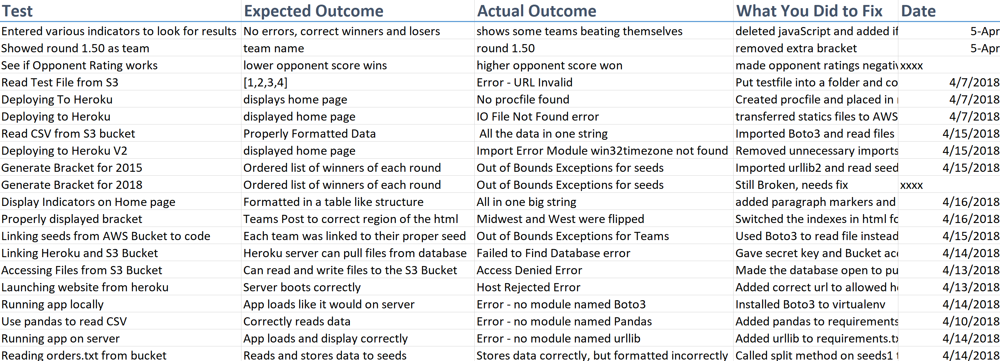 Test Expected Outcome Actual Outcome What You Did to Fix Date
Entered various indicators to look for results No errors, correct winners and losers shows some teams beating themselves deleted javaScript and added if 5-Apr
Showed round 1.50 as team team name round 1.50 removed extra bracket 5-Apr
See if Opponent Rating works lower opponent score wins higher opponent score won made opponent ratings xxxx
Read Test File from S3 [1,2,3,4] Error - URL Invalid Put testfile into a folder and co 4/7/2018
Deploying To Heroku displays home page No procfile found Created procfile and placed in 4/7/2018
Deploying to Heroku displayed home page IO File Not Found error transferred statics files to AWS 4/7/2018
Read CSV from S3 bucket Properly Formatted Data All the data in one string Imported Boto3 and read files 4/15/2018
Deploying to Heroku V2 displayed home page Import Error Module win32timezone not found Removed unnecessary imports 4/15/2018
Generate Bracket for 2015 Ordered list of winners of each round Out of Bounds Exceptions for seeds Imported urllib2 and read seed 4/15/2018
Generate Bracket for 2018 Ordered list of winners of each round Out of Bounds Exceptions for seeds Still Broken, needs fix xxxx
Display Indicators on Home page Formatted in a table like structure All in one big string added paragraph markers and 4/16/2018
Properly displayed bracket Teams Post to correct region of the html Midwest and West were flipped Switched the indexes in html 4/16/2018
Linking seeds from AWS Bucket to code Each team was linked to their proper seed Out of Bounds Exceptions for Teams Used Boto3 to read file instead 4/15/2018
Linking Heroku and S3 Bucket Heroku server can pull files from database Failed to Find Database error Gave secret key and Bucket 4/14/2018
Accessing Files from S3 Bucket Can read and write files to the S3 Bucket Access Denied Error Made the database open to pu 4/13/2018
Launching website from heroku Server boots correctly Host Rejected Error Added correct url to allowed 4/13/2018
Running app locally App loads like it would on server Error - no module named Boto3 Installed Boto3 to virtualenv 4/14/2018
Use pandas to read CSV Correctly reads data Error - no module named Pandas Added pandas to requirements 4/10/2018
Running app on server App loads and display correctly Error - no module named urllib Added urllib to 4/14/2018
Reading orders.txt from bucket Reads and stores data to seeds Stores data correctly, but formatted incorrectly Called split method on seeds1 4/14/2018